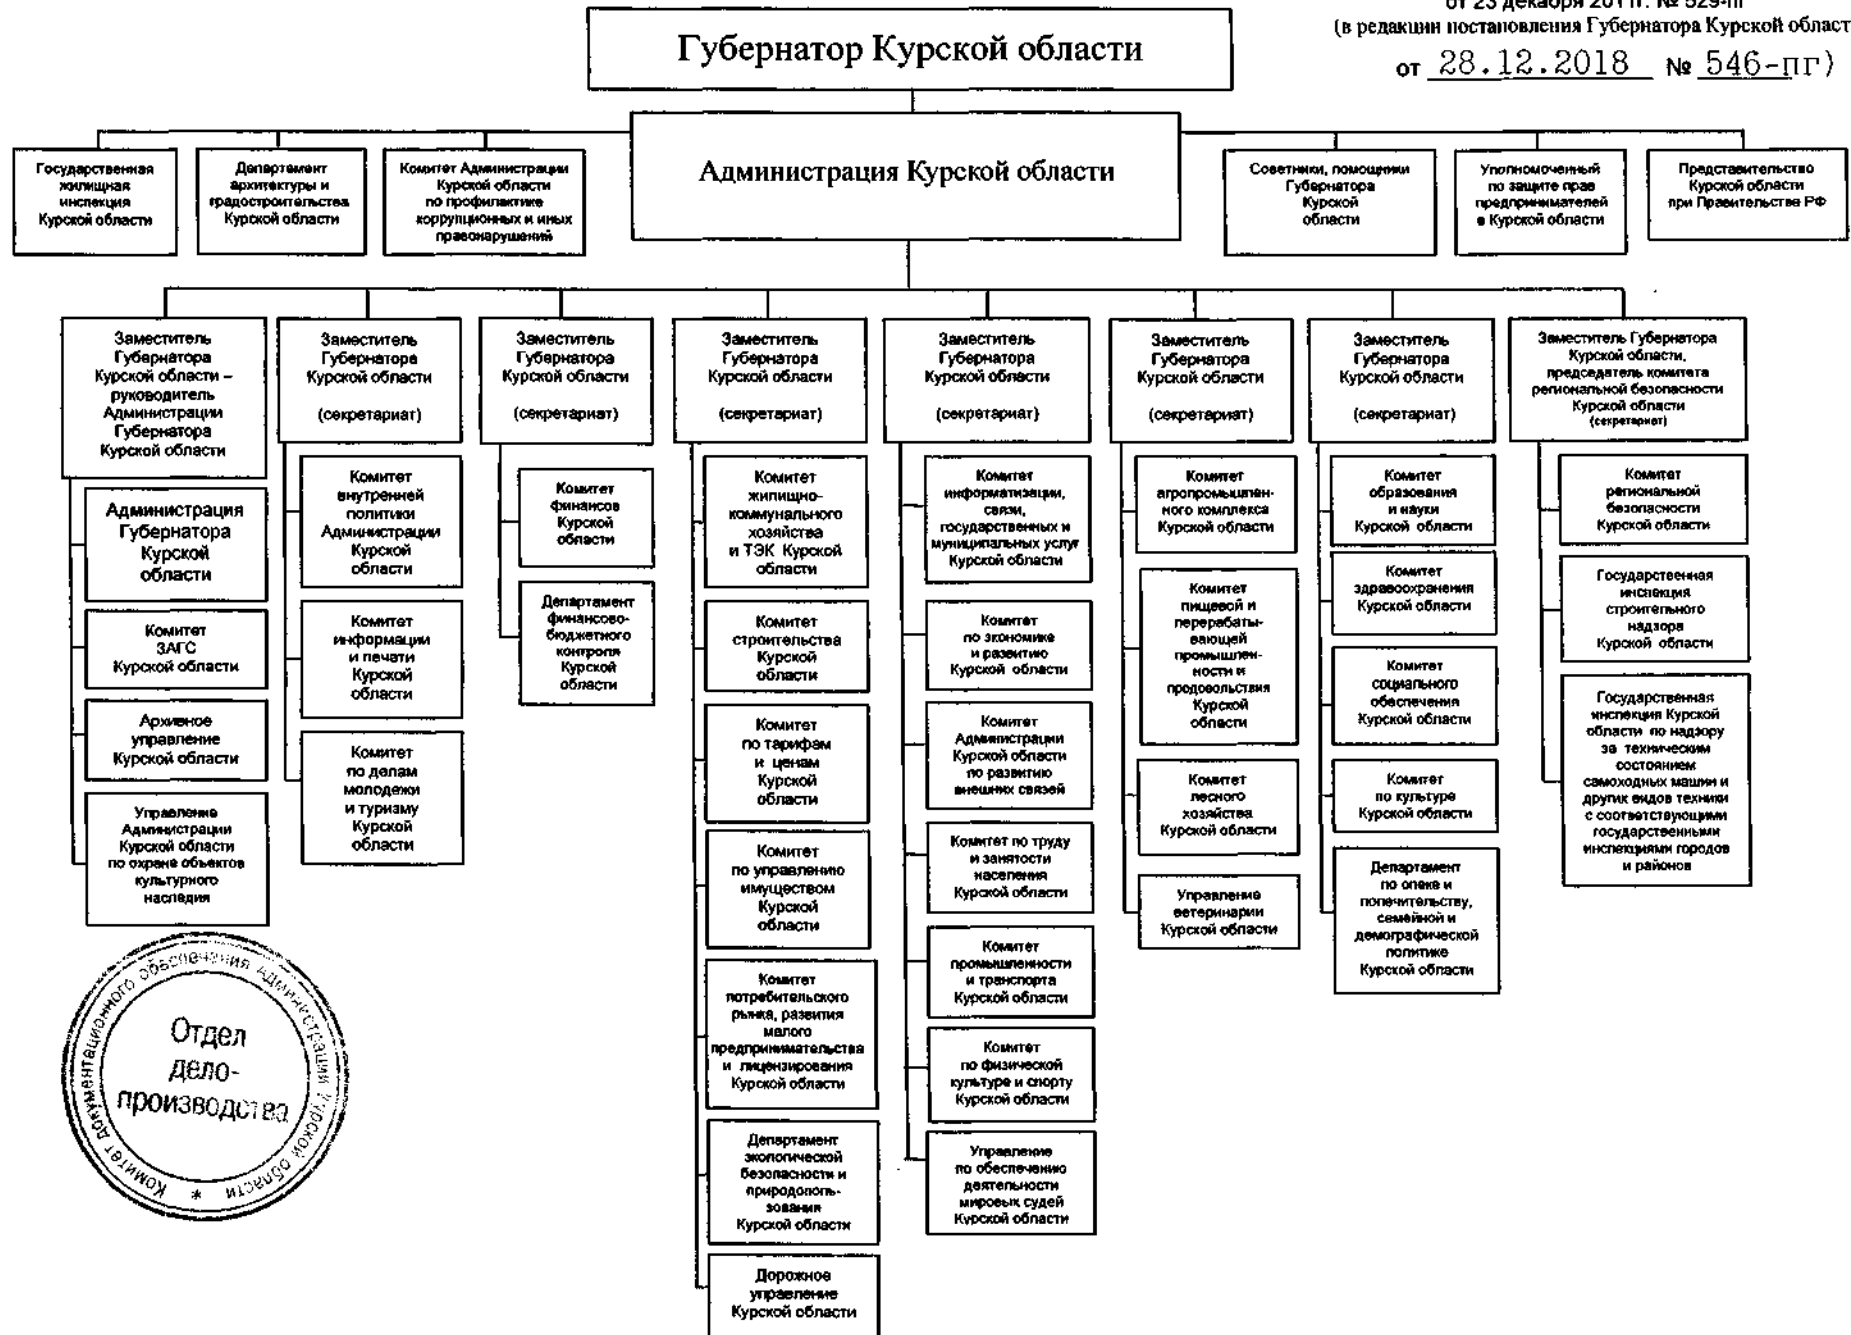 от 23 декабря 2011г. № 529-пг
(в редакции постановления Губернатора Курской област
от 28.12.2018 № 546-пг)
Губернатор Курской области
Администрация Курской области
Государственная
жилищная
инспекция
Курской области
Департамент
архитектуры и
градостроительства
Курской области
Комитет Администрации
Курской области
по профилактике
коррупционных и иных
правонарушений
Советники, помощники
Губернатора
Курской
области
Уполномоченный
по защите прав
предпринимателей
в Курской области
Представительство
Курской области
при Правительстве РФ
Заместитель
Губернатора
Курской области –
руководитель
Администрации
Губернатора
Курской области
Администрация
Губернатора
Курской
области
Комитет
ЗАГС
Курской области
Архивное
управление
Курской области
Управление
Администрации
Курской области
по охране объектов
культурного
наследия
Заместитель
Губернатора
Курской области
(секретариат)
Комитет
внутренней
политики
Администрации
Курской
области
Комитет
информации
и печати
Курской
области
Комитет
по делам
молодежи
и туризму
Курской
области
Заместитель
Губернатора
Курской области
(секретариат)
Комитет
финансов
Курской
области
Департамент
финансово-
бюджетного
контроля
Курской
области
Заместитель
Губернатора
Курской области
(секретариат)
Комитет
жилищно-
коммунального
хозяйства
и ТЭК Курской
области
Комитет
строительства
Курской
области
Комитет
по тарифам
и ценам
Курской
области
Комитет
по управлению
имуществом
Курской
области
Комитет
потребительского
рынка, развития
малого
предпринимательства
и лицензирования
Курской области
Департамент
экологической
безопасности и
природополь-
зования
Курской области
Дорожное
управление
Курской области
Заместитель
Губернатора
Курской области
(секретариат)
Комитет
информатизации,
связи,
государственных и
муниципальных услуг
Курской области
Комитет
по экономике
и развитию
Курской области
Комитет
Администрации
Курской области
по развитию
внешних связей
Комитет по труду
и занятости
населения
Курской области
Комитет
промышленности
и транспорта
Курской области
Комитет
по физической
культуре и спорту
Курской области
Управление
по обеспечению
деятельности
мировых судей
Курской области
Заместитель
Губернатора
Курской области
(секретариат)
Комитет
агропромышлен-
ного комплекса
Курской области
Комитет
пищевой и
перерабаты-
вающей
промышлен-
ности и
продовольствия
Курской
области
Комитет
лесного
хозяйства
Курской области
Управление
ветеринарии
Курской области
Заместитель
Губернатора
Курской области
(секретариат)
Комитет
образования
и науки
Курской области
Комитет
здравоохранения
Курской области
Комитет
социального
обеспечения
Курской области
Комитет
по культуре
Курской области
Департамент
по опеке и
попечительству,
семейной и
демографической
политике
Курской области
Заместитель Губернатора
Курской области,
председатель комитета
региональной безопасности
Курской области
(секретариат)
Комитет
региональной
безопасности
Курской области
Государственная
инспекция
строительного
надзора
Курской области
Государственная
инспекция Курской
области по надзору
за техническим
состоянием
самоходных машин и
других видов техники
с соответствующими
государственными
инспекциями городов
и районов
Комитет документационного обеспечения Администрации Курской области *
Отдел
дело-
производства